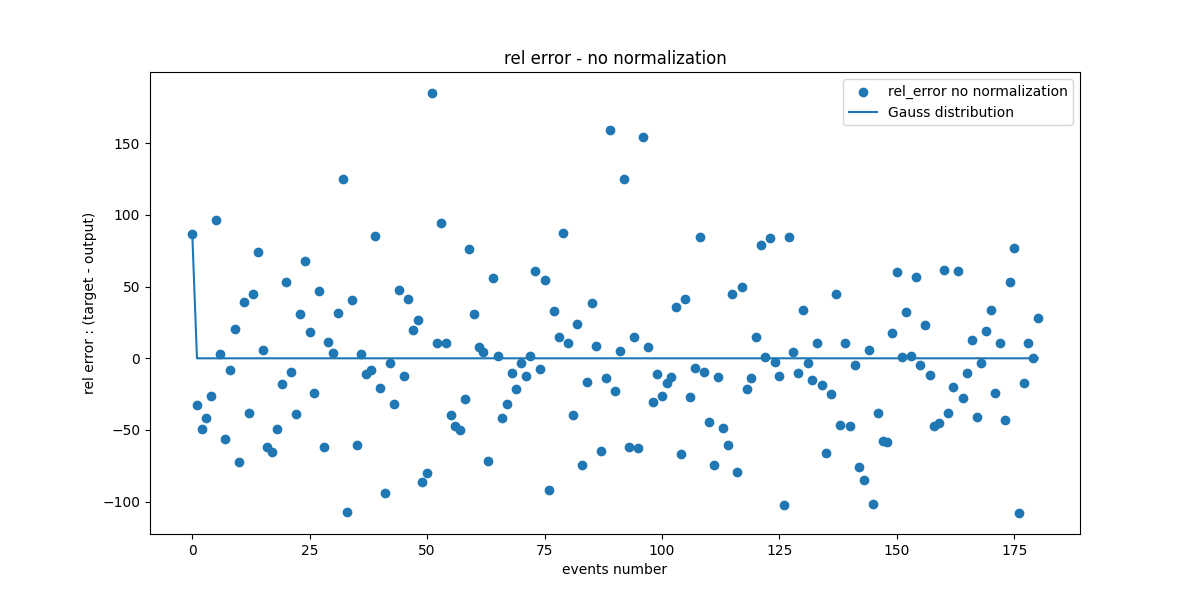 rel error - no normalization
rel_error no normalization
Gauss distribution
rel error : (target - output)
150
100
50
0
−50
−100
0
25
50
75
100
125
150
175
events number